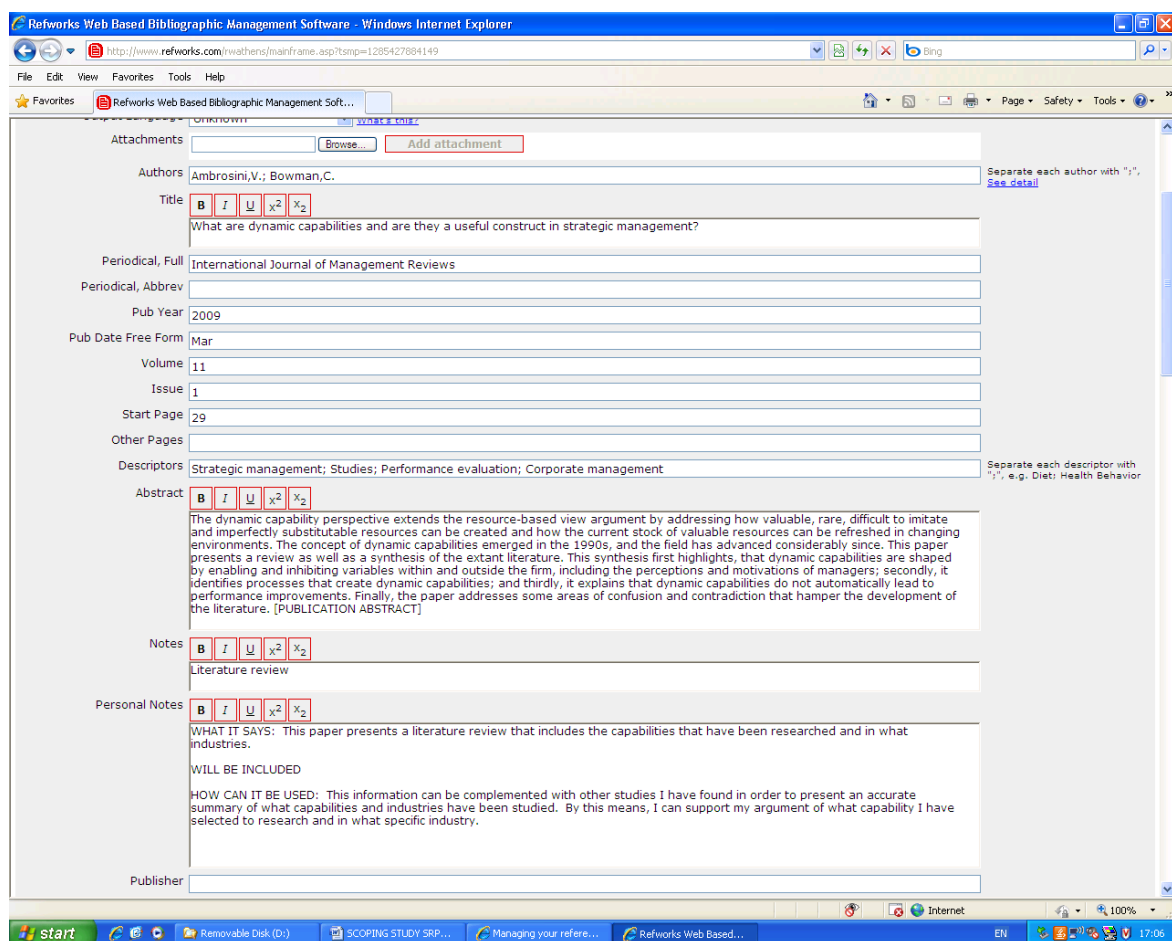 Refworks Web Based Bibliographic Management Software - Windows Internet Explorer
http://www.refworks.com/rwathens/mainframe.asp?tsmp=1285427884149
Bing
File Edit View Favorites Tools Help
Favorites Refworks Web Based Bibliographic Management Soft... Page Safety Tools
Output Language Unknown What's this?
Attachments Browse... Add attachment
Authors Ambrosini,V.; Bowman,C. Separate each author with ";",
See detail
Title B I U x2 x2
What are dynamic capabilities and are they a useful construct in strategic management?
Periodical, Full International Journal of Management Reviews
Periodical, Abbrev
Pub Year 2009
Pub Date Free Form Mar
Volume 11
Issue 1
Start Page 29
Other Pages
Descriptors Strategic management; Studies; Performance evaluation; Corporate management Separate each descriptor with
";", e.g. Diet; Health Behavior
Abstract B I U x2 x2
The dynamic capability perspective extends the resource-based view argument by addressing how valuable, rare, difficult to imitate
and imperfectly substitutable resources can be created and how the current stock of valuable resources can be refreshed in changing
environments. The concept of dynamic capabilities emerged in the 1990s, and the field has advanced considerably since. This paper
presents a review as well as a synthesis of the extant literature. This synthesis first highlights, that dynamic capabilities are shaped
by enabling and inhibiting variables within and outside the firm, including the perceptions and motivations of managers; secondly, it
identifies processes that create dynamic capabilities; and thirdly, it explains that dynamic capabilities do not automatically lead to
performance improvements. Finally, the paper addresses some areas of confusion and contradiction that hamper the development of
the literature. [PUBLICATION ABSTRACT]
Notes B I U x2 x2
Literature review
Personal Notes B I U x2 x2
WHAT IT SAYS: This paper presents a literature review that includes the capabilities that have been researched and in what
industries.
WILL BE INCLUDED
HOW CAN IT BE USED: This information can be complemented with other studies I have found in order to present an accurate
summary of what capabilities and industries have been studied. By this means, I can support my argument of what capability I have
selected to research and in what specific industry.
Publisher
Internet 100%
start Removable Disk (D:) SCOPING STUDY SRP... Managing your refere... Refworks Web Based... EN 17:06